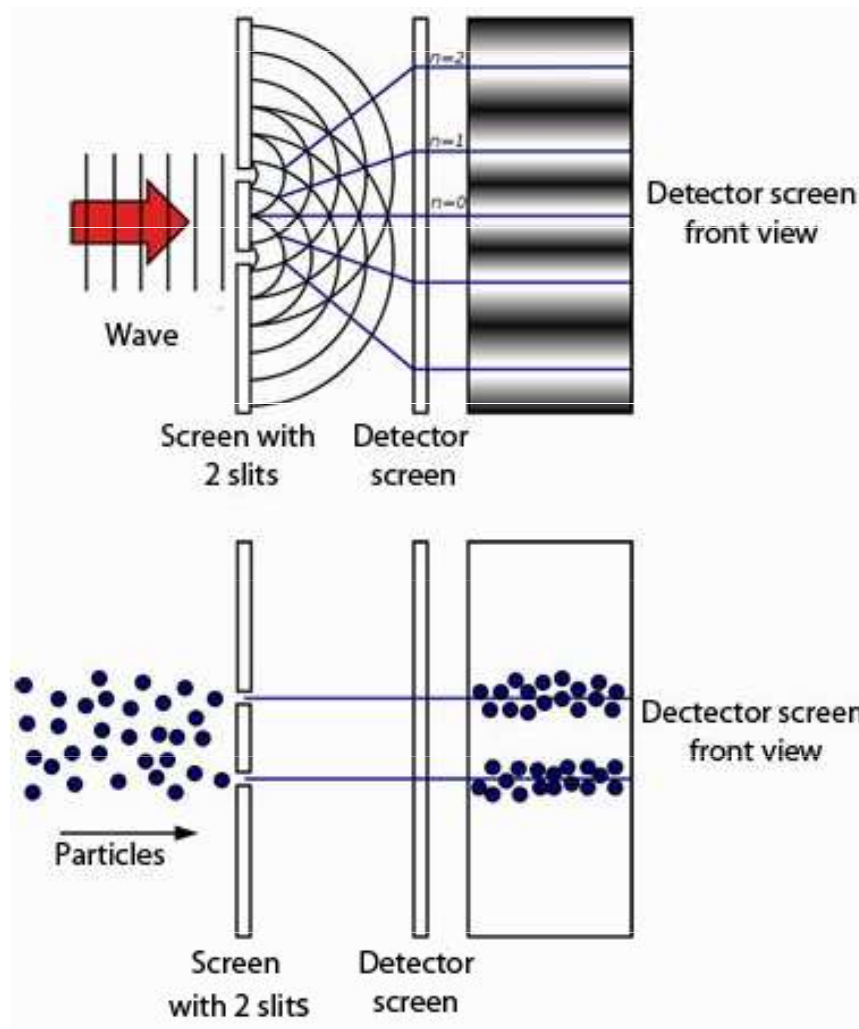 n=2
n=1
n=0
Detector screen
front view
Wave
Screen with
2 slits
Detector
screen
Dectector screen
front view
Particles
Screen
with 2 slits
Detector
screen